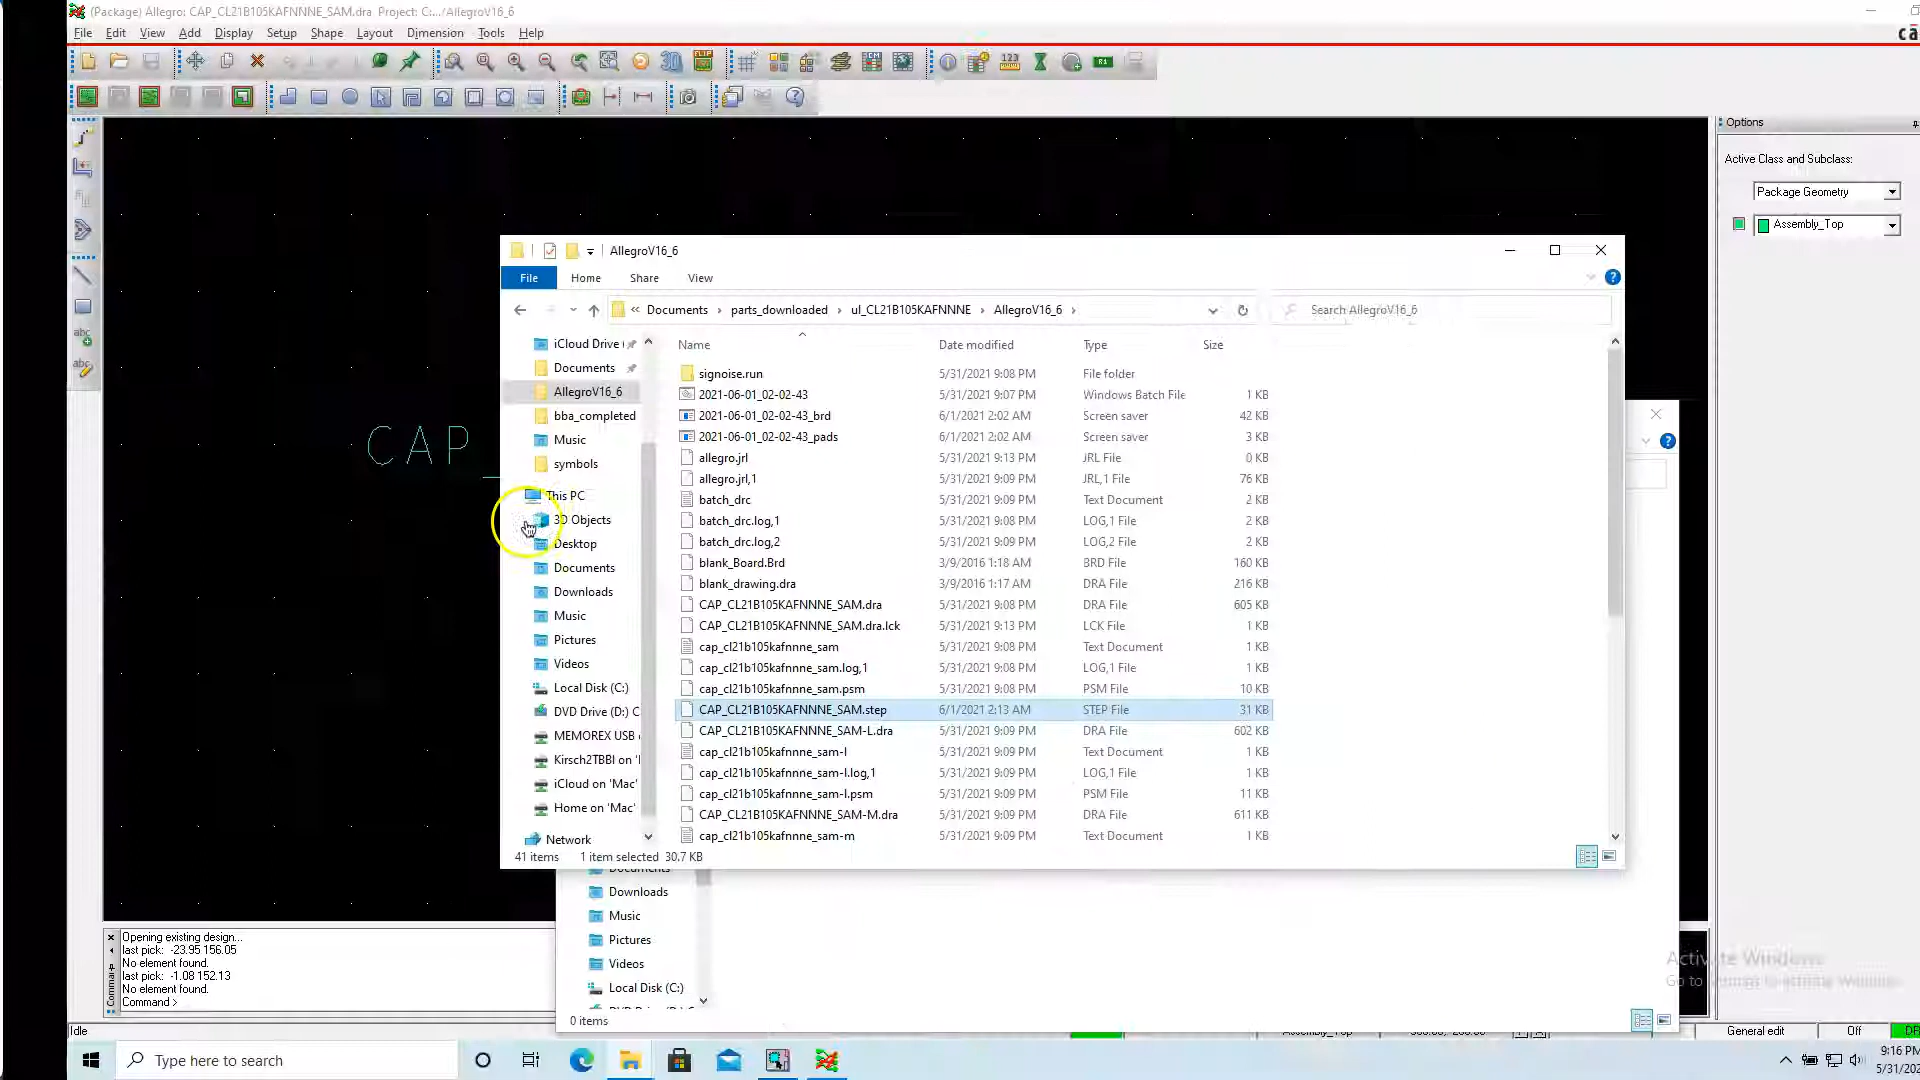 (Package) Allegro: CAP_CL21B105KAFNNNE_SAM.dra Project: C:.../AllegroV16_6
File Edit View Add Display Setup Shape Layout Dimension Tools Help
Options
Active Class and Subclass:
Package Geometry
Assembly_Top
CAP_
AllegroV16_6
File Home Share View
« Documents › parts_downloaded › ul_CL21B105KAFNNNE › AllegroV16_6 ›
Search AllegroV16_6
Name Date modified Type Size
iCloud Drive
Documents
AllegroV16_6
bba_completed
Music
symbols
This PC
3D Objects
Desktop
Documents
Downloads
Music
Pictures
Videos
Local Disk (C:)
DVD Drive (D:) C
MEMOREX USB
Kirsch2TBBI on '
iCloud on 'Mac'
Home on 'Mac'
Network
signoise.run 5/31/2021 9:08 PM File folder
2021-06-01_02-02-43 5/31/2021 9:07 PM Windows Batch File 1 KB
2021-06-01_02-02-43_brd 6/1/2021 2:02 AM Screen saver 42 KB
2021-06-01_02-02-43_pads 6/1/2021 2:02 AM Screen saver 3 KB
allegro.jrl 5/31/2021 9:13 PM JRL File 0 KB
allegro.jrl,1 5/31/2021 9:09 PM JRL,1 File 76 KB
batch_drc 5/31/2021 9:09 PM Text Document 2 KB
batch_drc.log,1 5/31/2021 9:08 PM LOG,1 File 2 KB
batch_drc.log,2 5/31/2021 9:09 PM LOG,2 File 2 KB
blank_Board.Brd 3/9/2016 1:18 AM BRD File 160 KB
blank_drawing.dra 3/9/2016 1:17 AM DRA File 216 KB
CAP_CL21B105KAFNNNE_SAM.dra 5/31/2021 9:08 PM DRA File 605 KB
CAP_CL21B105KAFNNNE_SAM.dra.lck 5/31/2021 9:13 PM LCK File 1 KB
cap_cl21b105kafnnne_sam 5/31/2021 9:08 PM Text Document 1 KB
cap_cl21b105kafnnne_sam.log,1 5/31/2021 9:08 PM LOG,1 File 1 KB
cap_cl21b105kafnnne_sam.psm 5/31/2021 9:08 PM PSM File 10 KB
CAP_CL21B105KAFNNNE_SAM.step 6/1/2021 2:13 AM STEP File 31 KB
CAP_CL21B105KAFNNNE_SAM-L.dra 5/31/2021 9:09 PM DRA File 602 KB
cap_cl21b105kafnnne_sam-l 5/31/2021 9:09 PM Text Document 1 KB
cap_cl21b105kafnnne_sam-l.log,1 5/31/2021 9:09 PM LOG,1 File 1 KB
cap_cl21b105kafnnne_sam-l.psm 5/31/2021 9:09 PM PSM File 11 KB
CAP_CL21B105KAFNNNE_SAM-M.dra 5/31/2021 9:09 PM DRA File 611 KB
cap_cl21b105kafnnne_sam-m 5/31/2021 9:09 PM Text Document 1 KB
41 items 1 item selected 30.7 KB
Downloads
Music
Pictures
Videos
Local Disk (C:)
0 items
Opening existing design...
last pick: -23.95 156.05
No element found.
last pick: -1.08 152.13
No element found.
Command >
Activate Windows
Idle
General edit Off
Type here to search
9:16 PM